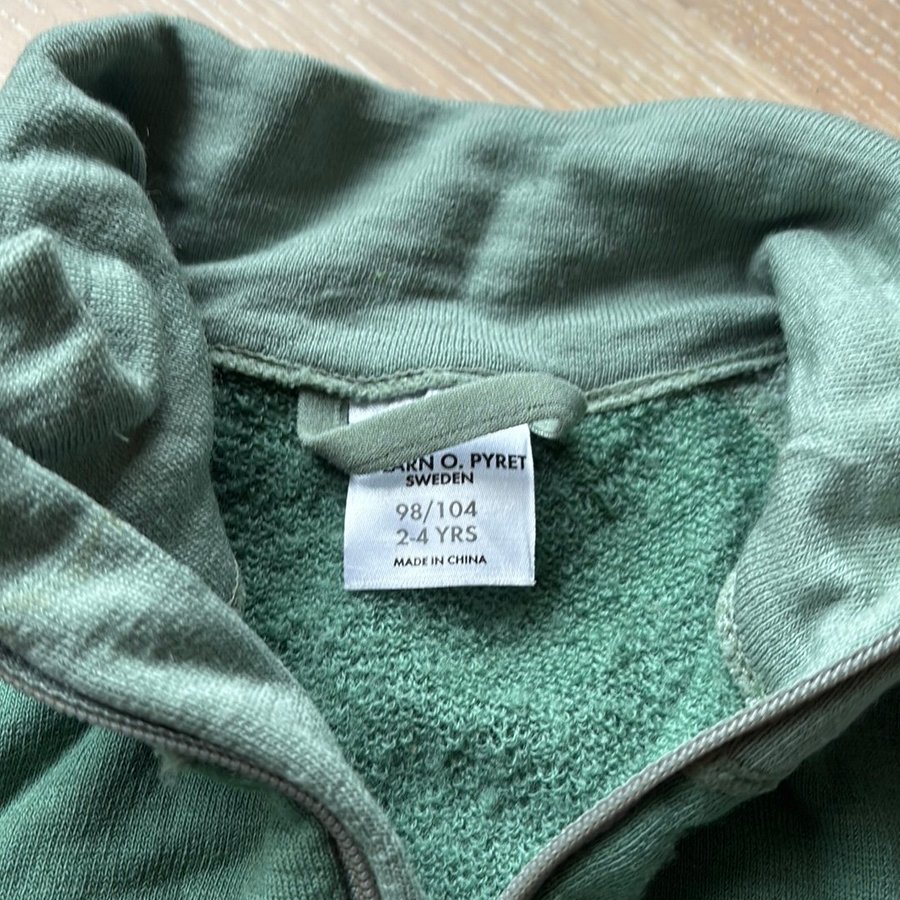 ARN O. PYRET
SWEDEN
98/104
2-4 YRS
MADE IN CHINA